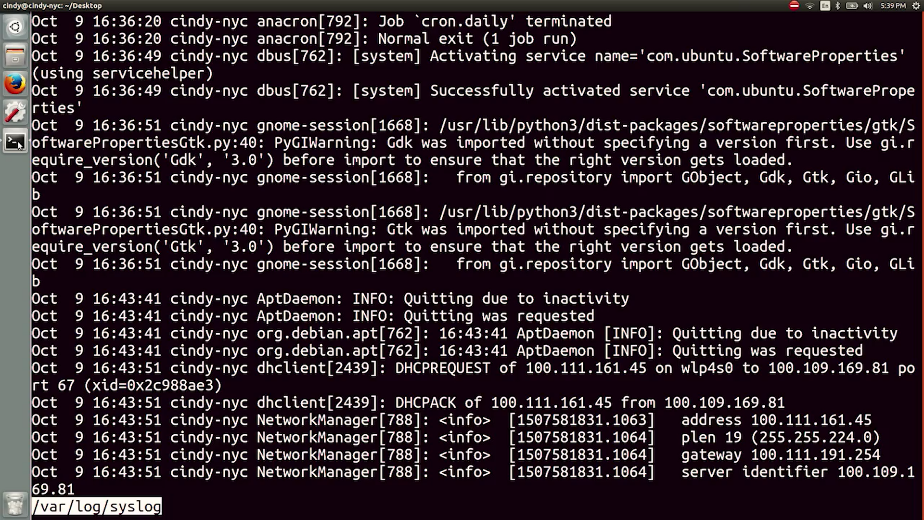 cindy@cindy-nyc: ~/Desktop
En
5:39 PM
Oct  9 16:36:20 cindy-nyc anacron[792]: Job `cron.daily' terminated
Oct  9 16:36:20 cindy-nyc anacron[792]: Normal exit (1 job run)
Oct  9 16:36:49 cindy-nyc dbus[762]: [system] Activating service name='com.ubuntu.SoftwareProperties'
(using servicehelper)
Oct  9 16:36:49 cindy-nyc dbus[762]: [system] Successfully activated service 'com.ubuntu.SoftwarePrope
rties'
Oct  9 16:36:51 cindy-nyc gnome-session[1668]: /usr/lib/python3/dist-packages/softwareproperties/gtk/S
oftwarePropertiesGtk.py:40: PyGIWarning: Gdk was imported without specifying a version first. Use gi.r
equire_version('Gdk', '3.0') before import to ensure that the right version gets loaded.
Oct  9 16:36:51 cindy-nyc gnome-session[1668]:   from gi.repository import GObject, Gdk, Gtk, Gio, GLi
b
Oct  9 16:36:51 cindy-nyc gnome-session[1668]: /usr/lib/python3/dist-packages/softwareproperties/gtk/S
oftwarePropertiesGtk.py:40: PyGIWarning: Gtk was imported without specifying a version first. Use gi.r
equire_version('Gtk', '3.0') before import to ensure that the right version gets loaded.
Oct  9 16:36:51 cindy-nyc gnome-session[1668]:   from gi.repository import GObject, Gdk, Gtk, Gio, GLi
b
Oct  9 16:43:41 cindy-nyc AptDaemon: INFO: Quitting due to inactivity
Oct  9 16:43:41 cindy-nyc AptDaemon: INFO: Quitting was requested
Oct  9 16:43:41 cindy-nyc org.debian.apt[762]: 16:43:41 AptDaemon [INFO]: Quitting due to inactivity
Oct  9 16:43:41 cindy-nyc org.debian.apt[762]: 16:43:41 AptDaemon [INFO]: Quitting was requested
Oct  9 16:43:41 cindy-nyc dhclient[2439]: DHCPREQUEST of 100.111.161.45 on wlp4s0 to 100.109.169.81 po
rt 67 (xid=0x2c988ae3)
Oct  9 16:43:41 cindy-nyc dhclient[2439]: DHCPACK of 100.111.161.45 from 100.109.169.81
Oct  9 16:43:41 cindy-nyc NetworkManager[788]: <info>  [1507581831.1063]   address 100.111.161.45
Oct  9 16:43:41 cindy-nyc NetworkManager[788]: <info>  [1507581831.1064]   plen 19 (255.255.224.0)
Oct  9 16:43:41 cindy-nyc NetworkManager[788]: <info>  [1507581831.1064]   gateway 100.111.191.254
Oct  9 16:43:41 cindy-nyc NetworkManager[788]: <info>  [1507581831.1064]   server identifier 100.109.1
69.81
/var/log/syslog